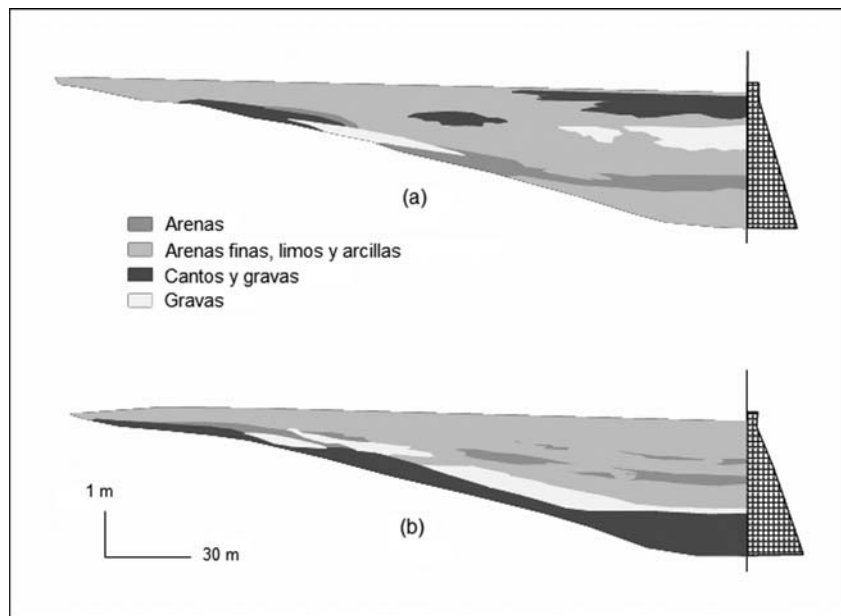 (a)
Arenas
Arenas finas, limos y arcillas
Cantos y gravas
Gravas
1 m
30 m
(b)